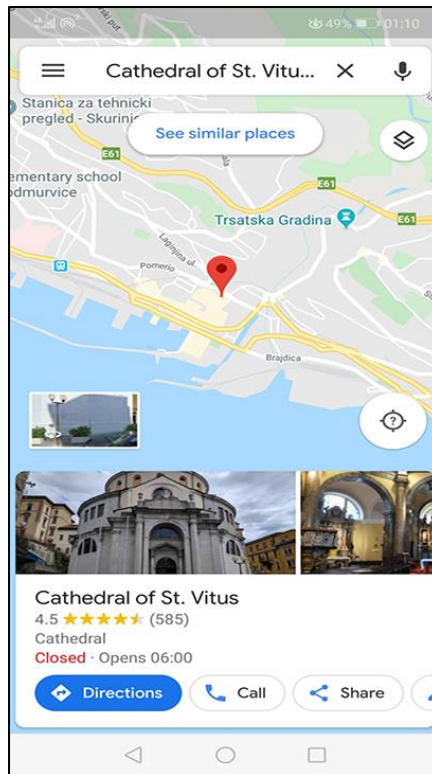 49% 01:10
Cathedral of St. Vitu...
Stanica za tehnicki
pregled - Skurinj
See similar places
E61
ementary school
odmurvice
E61
Trsatska Gradina
E61
Laginjina ul.
Pomerio
Brajdica
Cathedral of St. Vitus
4.5 (585)
Cathedral
Closed · Opens 06:00
Directions
Call
Share